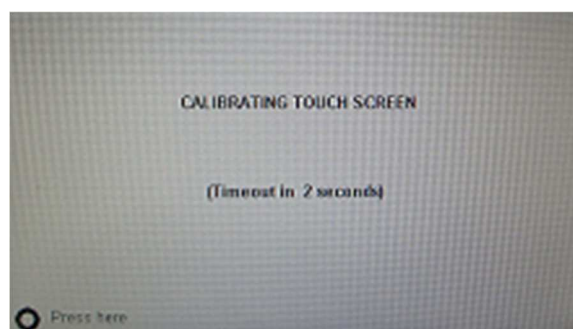 CALIBRATING TOUCH SCREEN
(Timeout in 2 seconds)
Press here